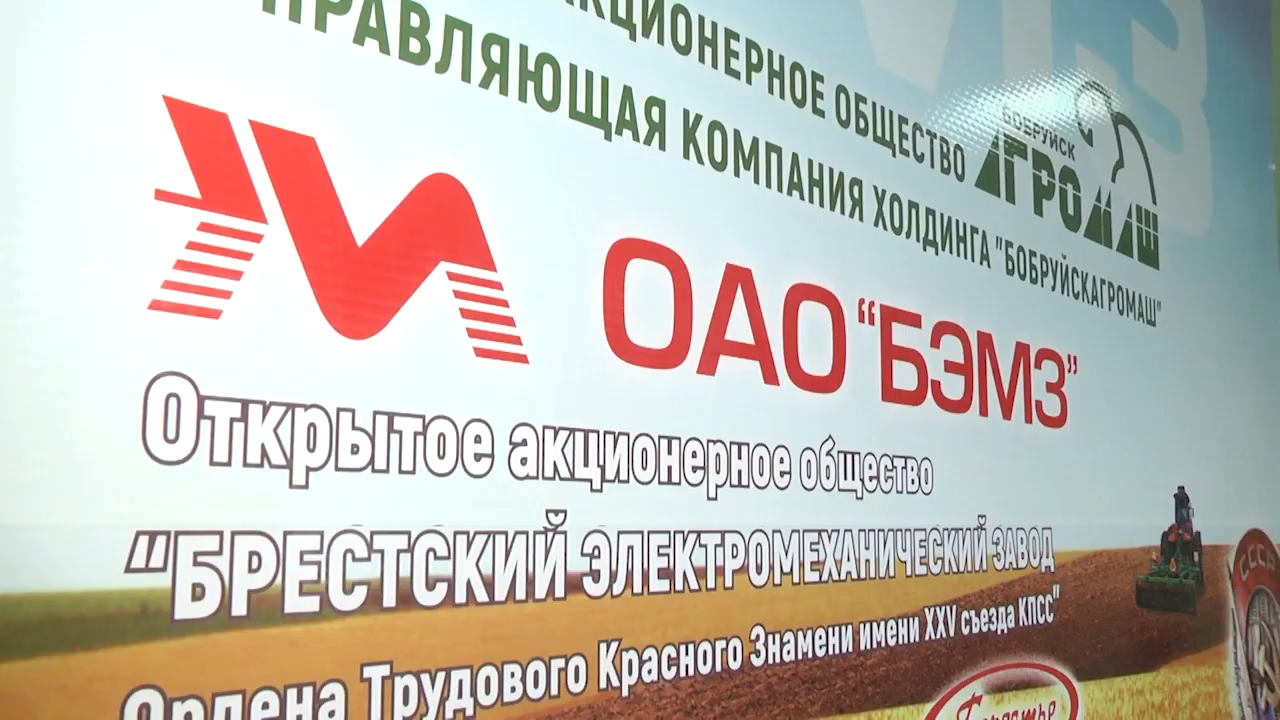 АКЦИОНЕРНОЕ ОБЩЕСТВО
УПРАВЛЯЮЩАЯ КОМПАНИЯ ХОЛДИНГА "БОБРУЙСКАГРОМАШ"
БОБРУЙСК
АГРОМАШ
ОАО "БЭМЗ"
Открытое акционерное общество
"БРЕСТСКИЙ ЭЛЕКТРОМЕХАНИЧЕСКИЙ ЗАВОД
Ордена Трудового Красного Знамени имени XXV съезда КПСС"
СССР